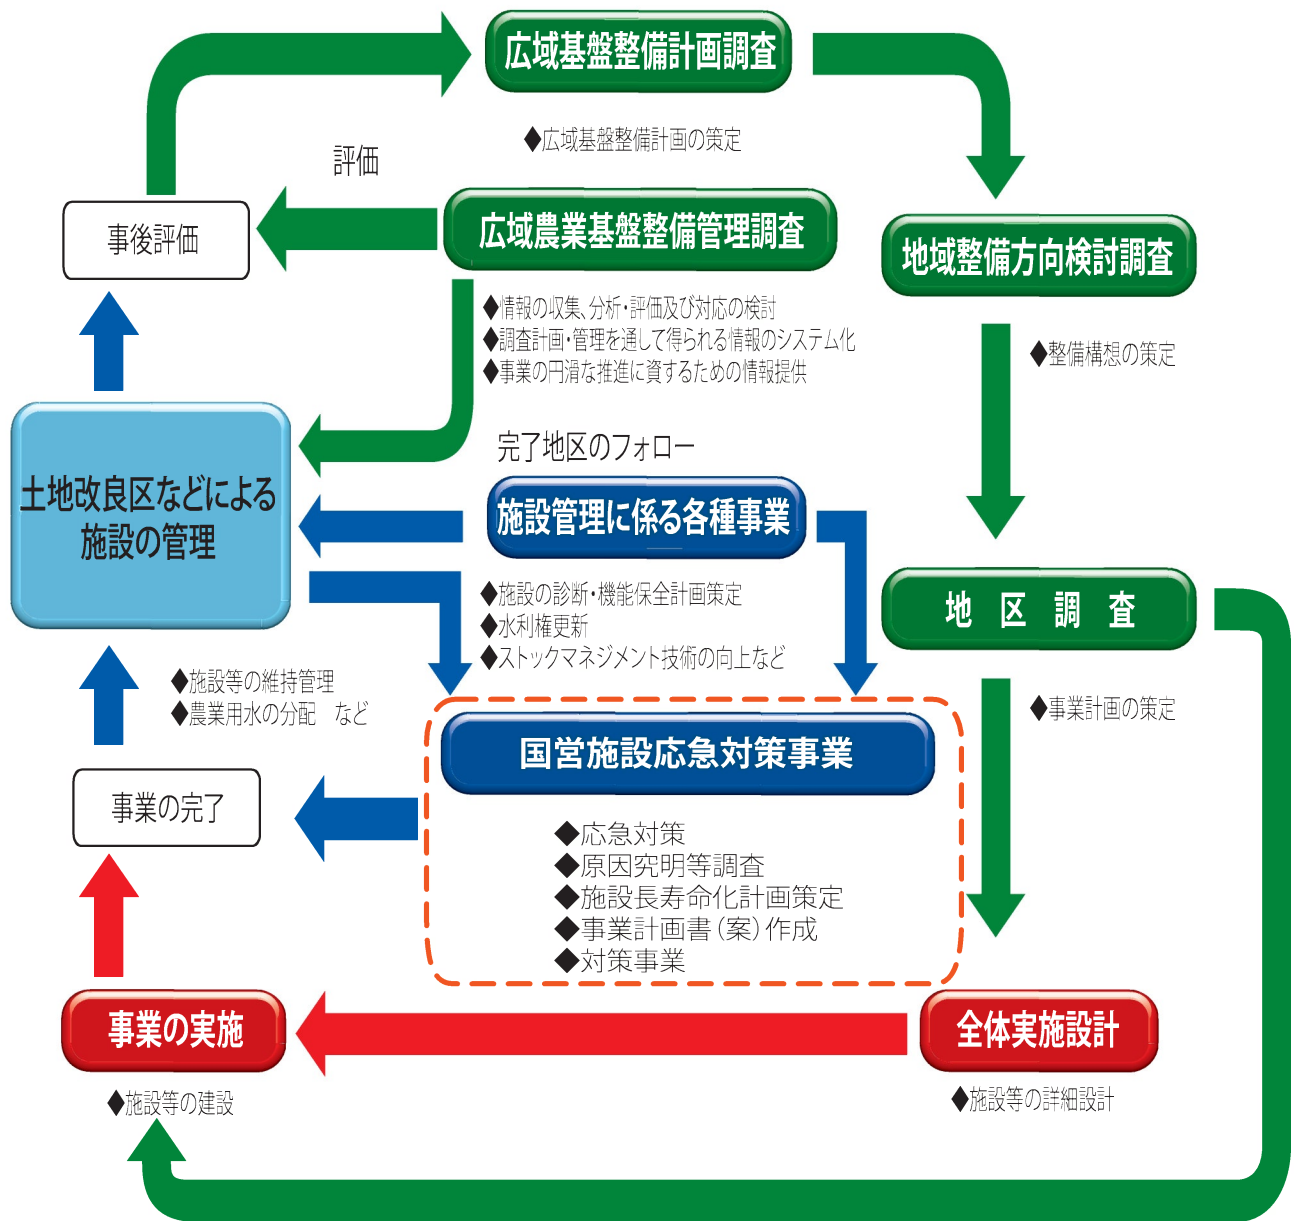 広域基盤整備計画調査
◆広域基盤整備計画の策定
評価
事後評価
広域農業基盤整備管理調査
地域整備方向検討調査
◆情報の収集、分析・評価及び対応の検討
◆調査計画・管理を通して得られる情報のシステム化
◆事業の円滑な推進に資するための情報提供
◆整備構想の策定
完了地区のフォロー
土地改良区などによる
施設の管理
施設管理に係る各種事業
◆施設の診断・機能保全計画策定
◆水利権更新
◆ストックマネジメント技術の向上など
地 区 調 査
◆施設等の維持管理
◆農業用水の分配　など
◆事業計画の策定
国営施設応急対策事業
事業の完了
◆応急対策
◆原因究明等調査
◆施設長寿命化計画策定
◆事業計画書（案）作成
◆対策事業
事業の実施
全体実施設計
◆施設等の建設
◆施設等の詳細設計